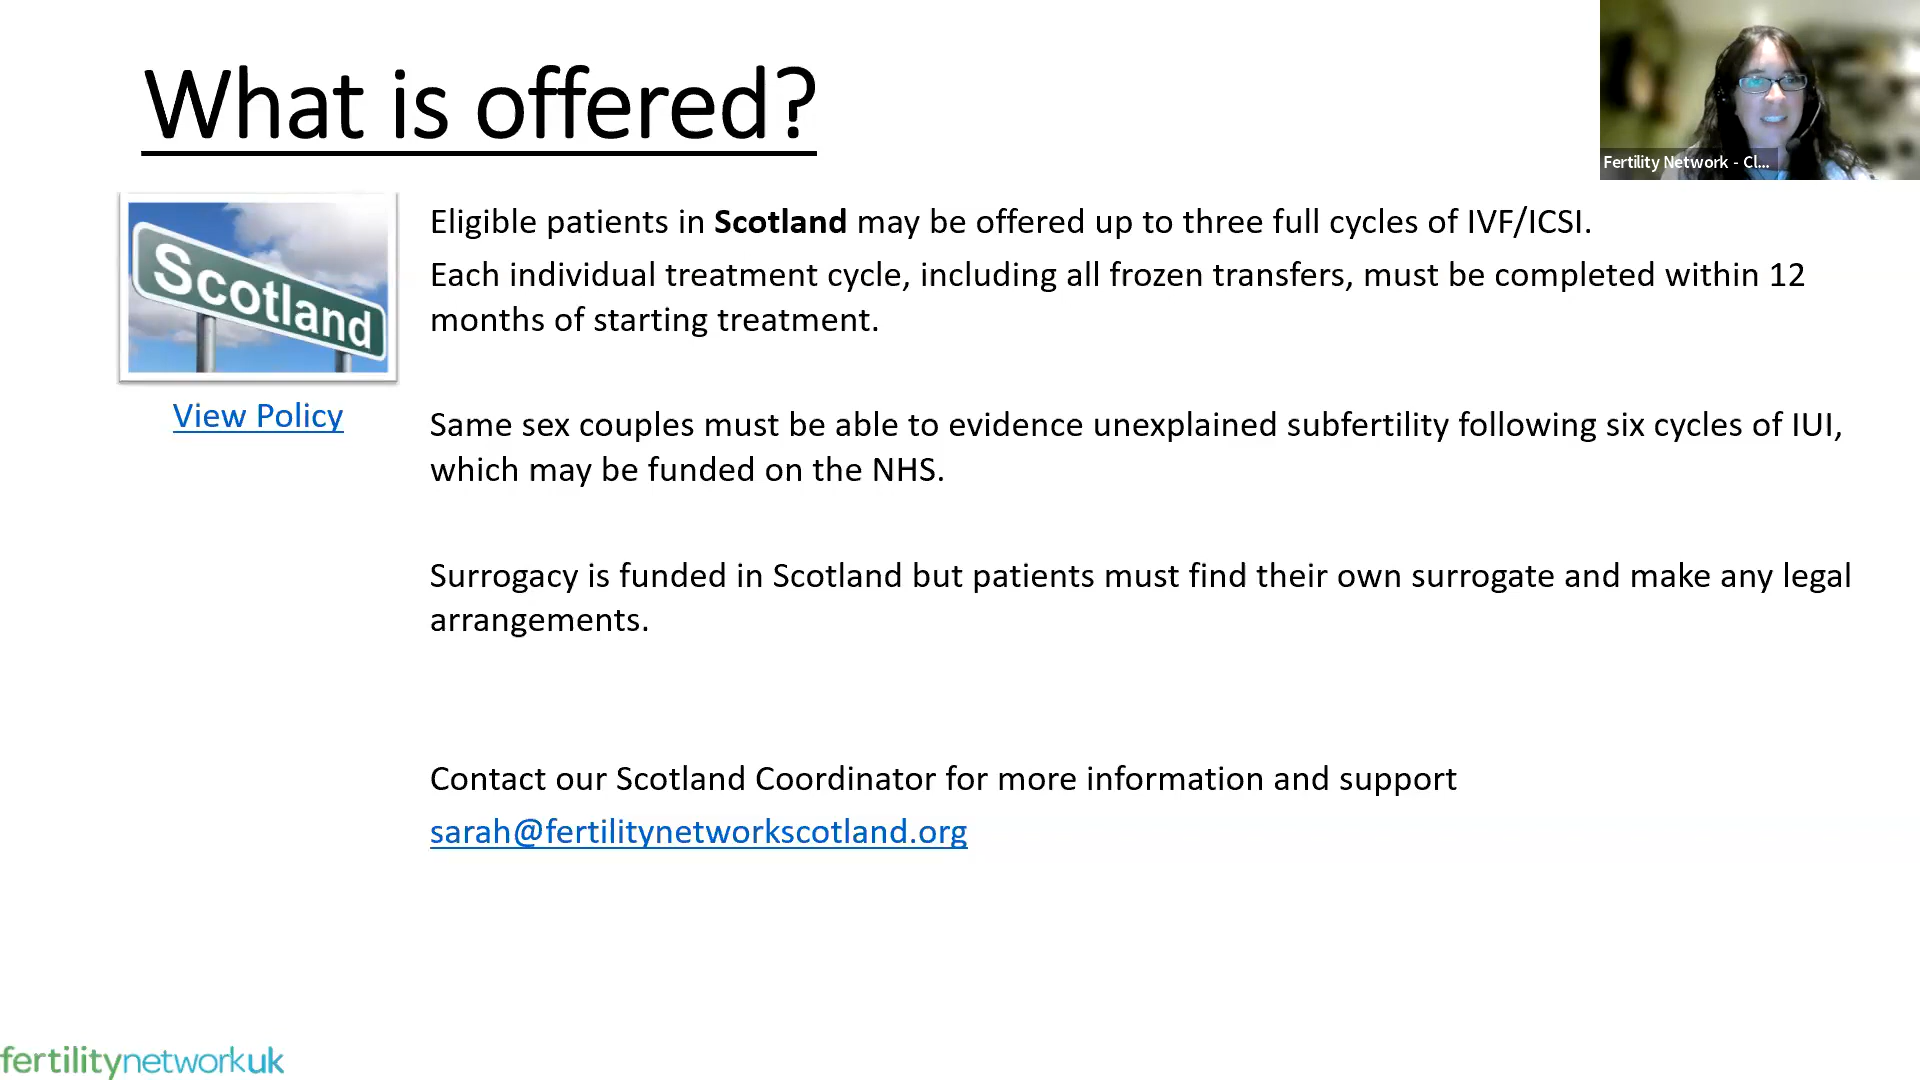 What is offered?
Fertility Network - Cl...
Scotland
View Policy
Eligible patients in Scotland may be offered up to three full cycles of IVF/ICSI.
Each individual treatment cycle, including all frozen transfers, must be completed within 12
months of starting treatment.
Same sex couples must be able to evidence unexplained subfertility following six cycles of IUI,
which may be funded on the NHS.
Surrogacy is funded in Scotland but patients must find their own surrogate and make any legal
arrangements.
Contact our Scotland Coordinator for more information and support
sarah@fertilitynetworkscotland.org
fertilitynetworkuk